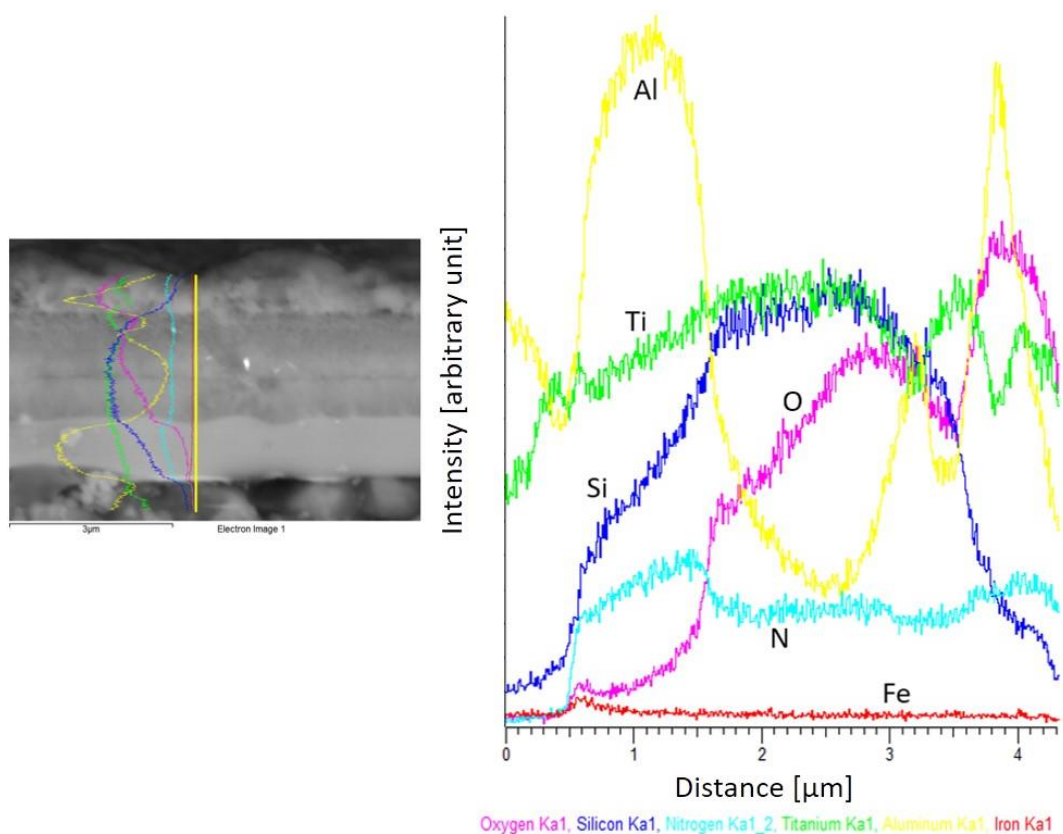 3µm
Electron Image 1
Intensity [arbitrary unit]
Al
Ti
O
Si
N
Fe
0 1 2 3 4
Distance [µm]
Oxygen Ka1, Silicon Ka1, Nitrogen Ka1_2, Titanium Ka1, Aluminum Ka1, Iron Ka1